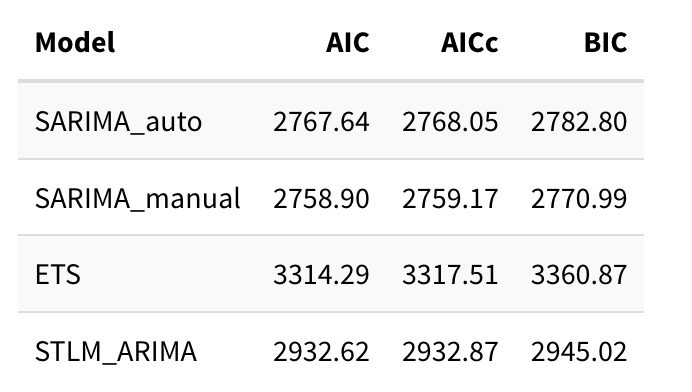 Model AIC AICc BIC
SARIMA_auto 2767.64 2768.05 2782.80
SARIMA_manual 2758.90 2759.17 2770.99
ETS 3314.29 3317.51 3360.87
STLM_ARIMA 2932.62 2932.87 2945.02